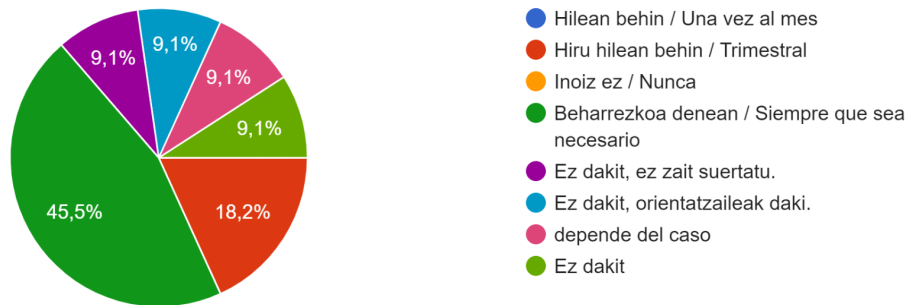 9,1%
9,1%
9,1%
9,1%
45,5%
18,2%
Hilean behin / Una vez al mes
Hiru hilean behin / Trimestral
Inoiz ez / Nunca
Beharrezkoa denean / Siempre que sea
necesario
Ez dakit, ez zait suertatu.
Ez dakit, orientatzaileak daki.
depende del caso
Ez dakit